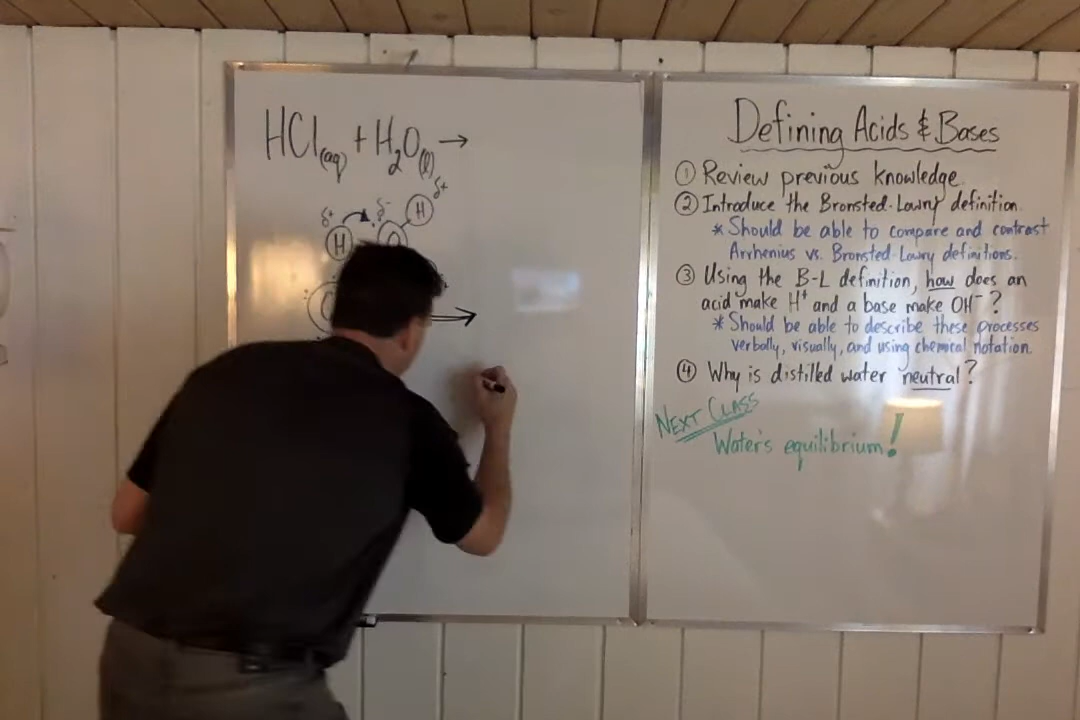 HCl(aq) + H₂O(l) →
δ+
δ+ δ- H
H O
Defining Acids & Bases
① Review previous knowledge.
② Introduce the Bronsted-Lowry definition.
* Should be able to compare and contrast
Arrhenius vs. Bronsted-Lowry definitions.
③ Using the B-L definition, how does an
acid make H⁺ and a base make OH⁻?
* Should be able to describe these processes
verbally, visually, and using chemical notation.
④ Why is distilled water neutral?
NEXT CLASS
Water's equilibrium!